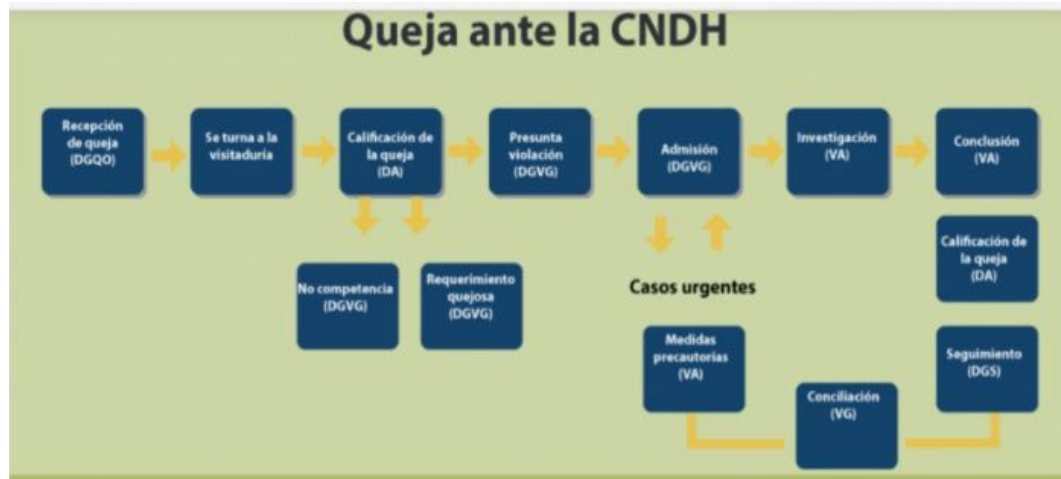 Queja ante la CNDH
Recepción
de queja
(DGQO)
Se turna a la
visitaduría
Calificación de
la queja
(DA)
Presunta
violación
(DGVG)
Admisión
(DGVG)
Investigación
(VA)
Conclusión
(VA)
No competencia
(DGVG)
Requerimiento
quejosa
(DGVG)
Casos urgentes
Calificación de
la queja
(DA)
Medidas
precautorias
(VA)
Conciliación
(VG)
Seguimiento
(DGS)